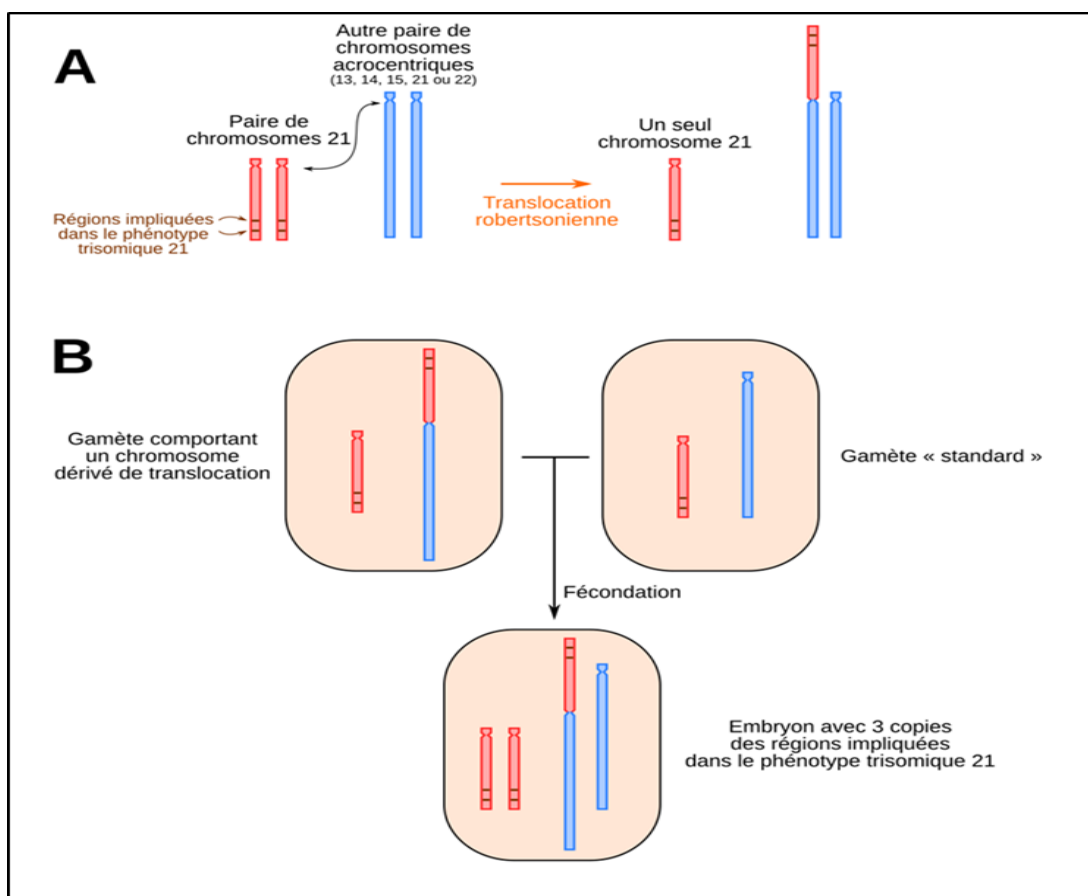 A
Autre paire de
chromosomes
acrocentriques
(13, 14, 15, 21 ou 22)
Paire de
chromosomes 21
Régions impliquées
dans le phénotype
trisomique 21
Translocation
robertsonienne
Un seul
chromosome 21
B
Gamète comportant
un chromosome
dérivé de translocation
Gamète « standard »
Fécondation
Embryon avec 3 copies
des régions impliquées
dans le phénotype trisomique 21